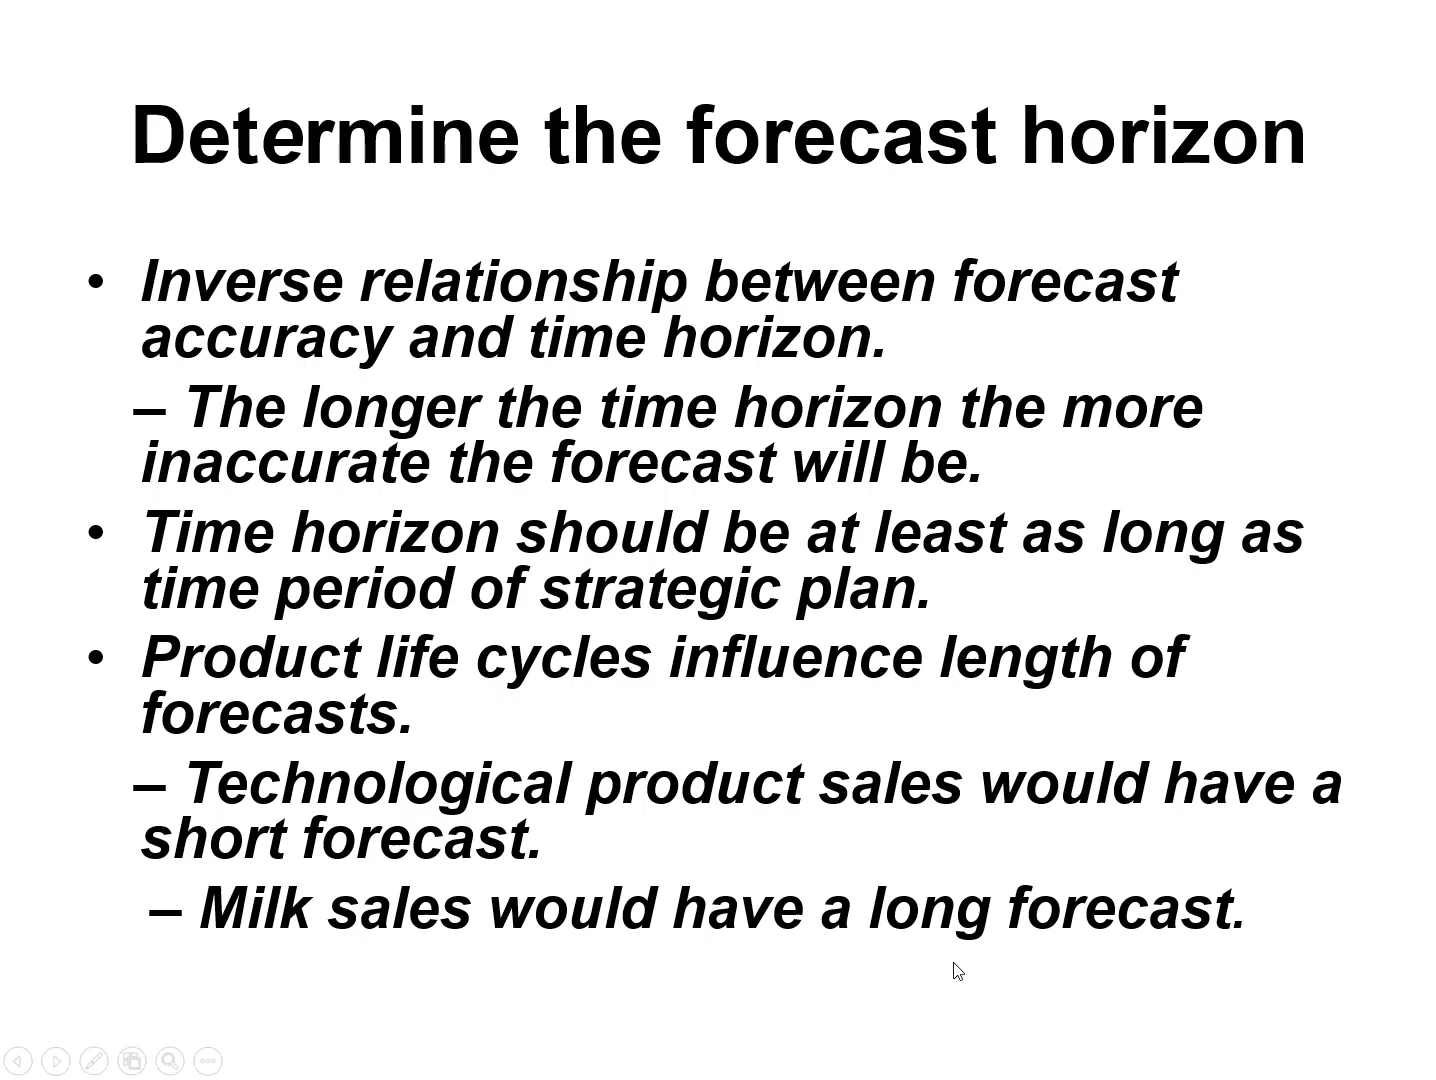 Determine the forecast horizon
• Inverse relationship between forecast
accuracy and time horizon.
– The longer the time horizon the more
inaccurate the forecast will be.
• Time horizon should be at least as long as
time period of strategic plan.
• Product life cycles influence length of
forecasts.
– Technological product sales would have a
short forecast.
– Milk sales would have a long forecast.